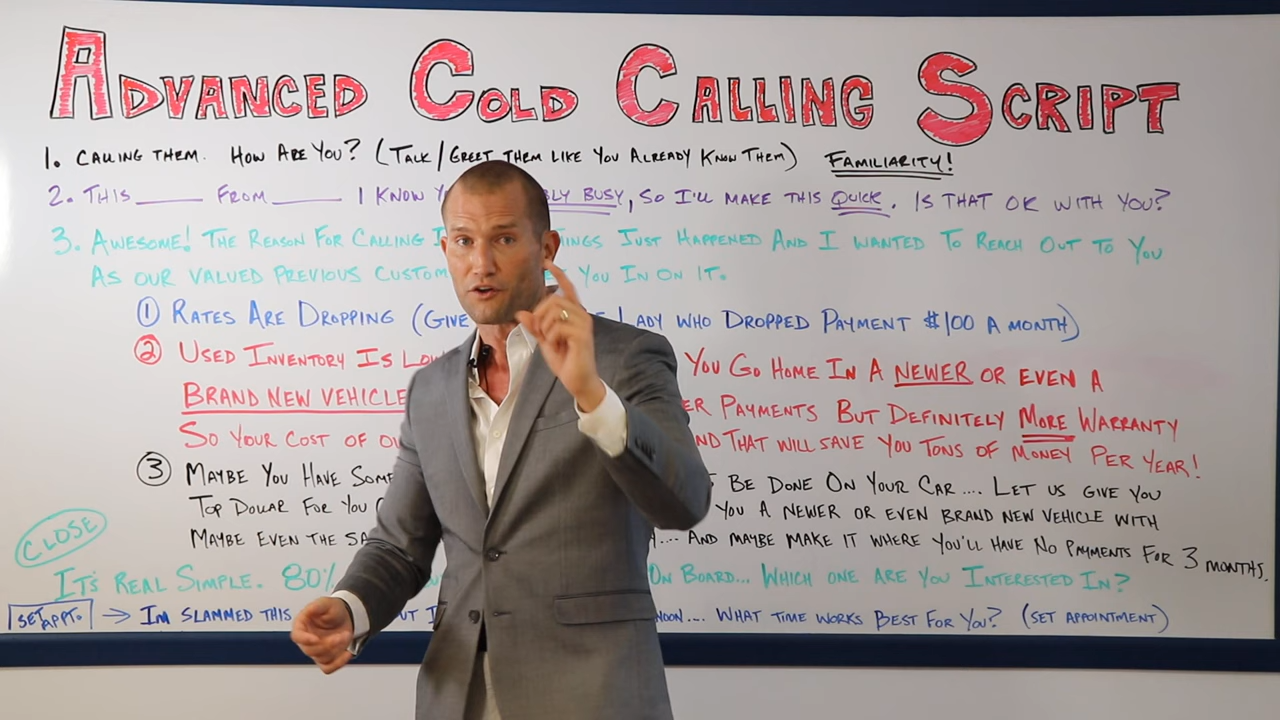 ADVANCED COLD CALLING SCRIPT
1. CALLING THEM. HOW ARE YOU? (TALK/GREET THEM LIKE YOU ALREADY KNOW THEM) FAMILIARITY!
2. THIS ______ FROM ______ I KNOW BUSY, SO I'LL MAKE THIS QUICK. IS THAT OK WITH YOU?
3. AWESOME! THE REASON FOR CALLING JUST HAPPENED AND I WANTED TO REACH OUT TO YOU
AS OUR VALUED PREVIOUS YOU IN ON IT.
① RATES ARE DROPPING (GIVE LADY WHO DROPPED PAYMENT $100 A MONTH)
② USED INVENTORY IS YOU GO HOME IN A NEWER OR EVEN A
BRAND NEW VEHICLE PAYMENTS BUT DEFINITELY MORE WARRANTY
SO YOUR COST OF AND THAT WILL SAVE YOU TONS OF MONEY PER YEAR!
③ MAYBE YOU HAVE BE DONE ON YOUR CAR.... LET US GIVE YOU
TOP DOLLAR FOR YOU YOU A NEWER OR EVEN BRAND NEW VEHICLE WITH
MAYBE EVEN THE .... AND MAYBE MAKE IT WHERE YOU'LL HAVE NO PAYMENTS FOR 3 MONTHS.
CLOSE
IT'S REAL SIMPLE. 80% ON BOARD... WHICH ONE ARE YOU INTERESTED IN?
SET APPT. → IM SLAMMED THIS .... WHAT TIME WORKS BEST FOR YOU? (SET APPOINTMENT)